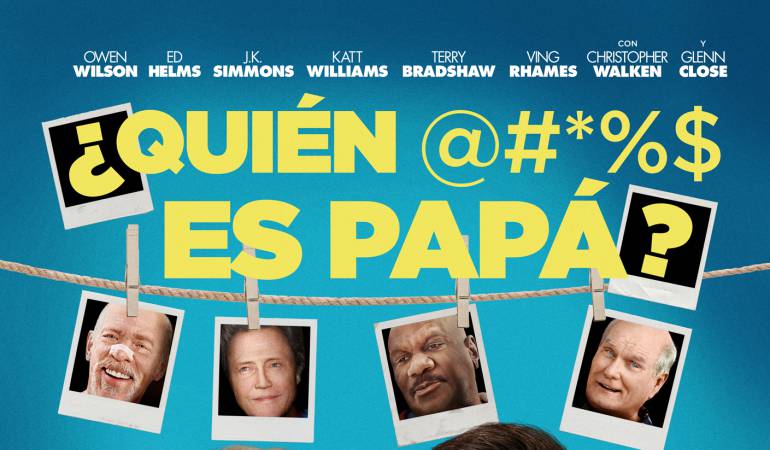 OWEN WILSON ED HELMS J.K. SIMMONS KATT WILLIAMS TERRY BRADSHAW VING RHAMES CON CHRISTOPHER WALKEN Y GLENN CLOSE
¿QUIÉN @#*%$
ES PAPÁ?